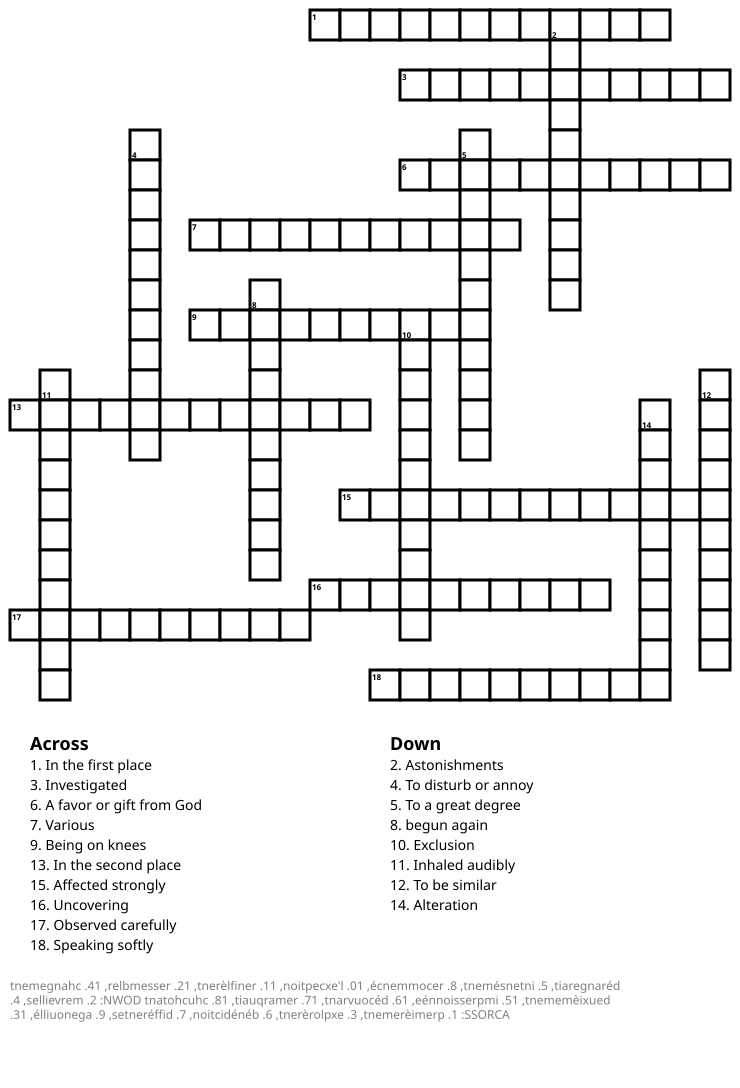 1
2
3
4 5
6
7
8
9
10
11 12
13
14
15
16
17
18
Across
1. In the first place
3. Investigated
6. A favor or gift from God
7. Various
9. Being on knees
13. In the second place
15. Affected strongly
16. Uncovering
17. Observed carefully
18. Speaking softly
Down
2. Astonishments
4. To disturb or annoy
5. To a great degree
8. begun again
10. Exclusion
11. Inhaled audibly
12. To be similar
14. Alteration
tnemegnahc .41 ,relbmesser .21 ,tnerèlfiner .11 ,noitpecxe'l .01 ,écnemmocer .8 ,tnemésnetni .5 ,tiaregnaréd
.4 ,sellievrem .2 :NWOD tnatohcuhc .81 ,tiauqramer .71 ,tnarvuocéd .61 ,eénnoisserpmi .51 ,tnememèixued
.31 ,élliuonega .9 ,setneréffid .7 ,noitcidénéb .6 ,tnerèrolpxe .3 ,tnemerèimerp .1 :SSORCA